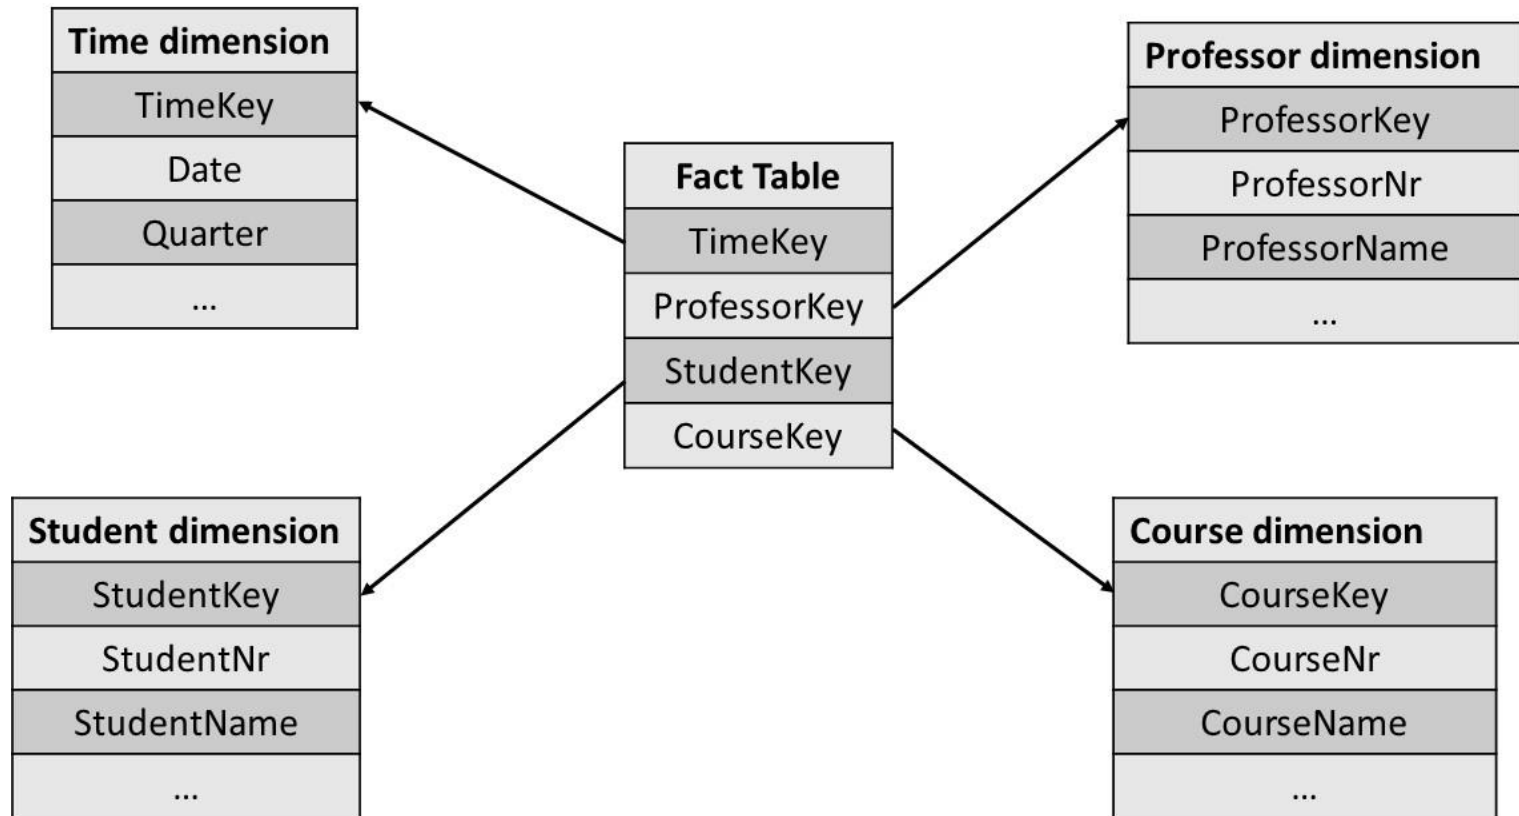 Time dimension
TimeKey
Date
Quarter
...
Professor dimension
ProfessorKey
ProfessorNr
ProfessorName
...
Fact Table
TimeKey
ProfessorKey
StudentKey
CourseKey
Student dimension
StudentKey
StudentNr
StudentName
...
Course dimension
CourseKey
CourseNr
CourseName
...